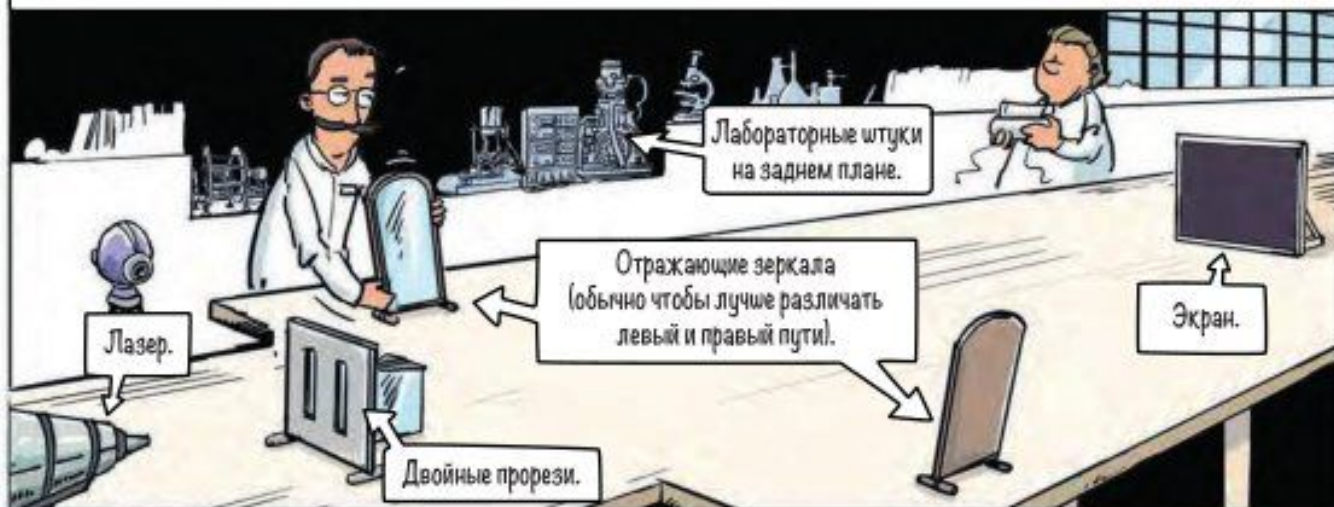 Лабораторные штуки
на заднем плане.
Отражающие зеркала
(обычно чтобы лучше различать
левый и правый пути).
Экран.
Лазер.
Двойные прорези.